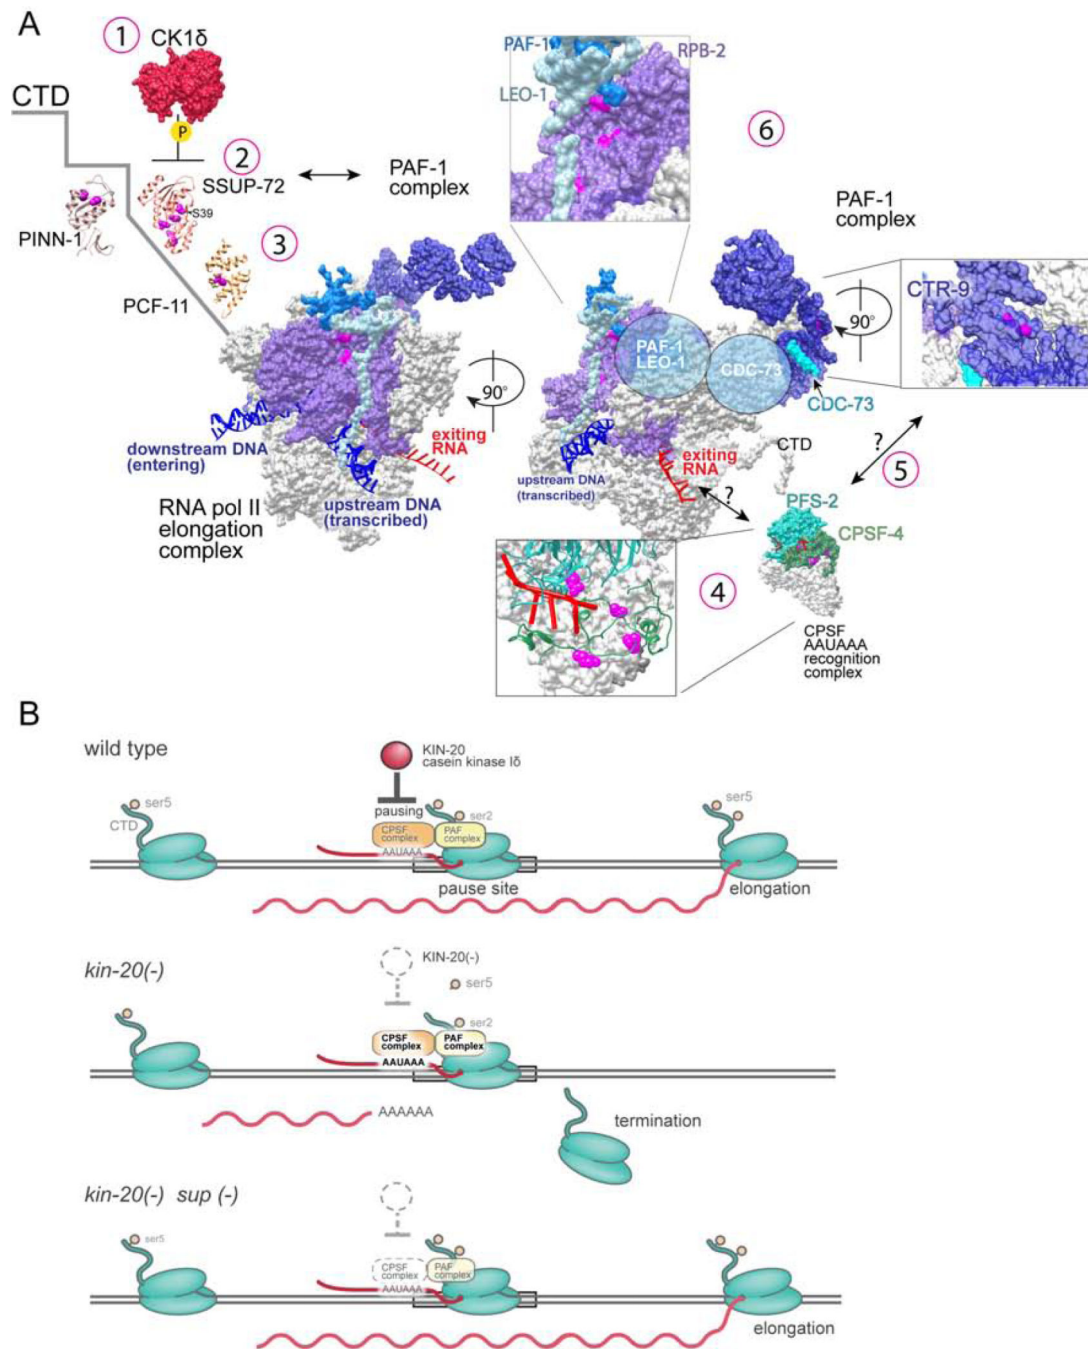 A
1
CK1δ
CTD
P
2
SSUP-72
S39
PINN-1
3
PCF-11
PAF-1
complex
PAF-1
RPB-2
LEO-1
6
PAF-1
complex
CTR-9
90°
PAF-1
LEO-1
CDC-73
90°
CDC-73
downstream DNA
(entering)
exiting
RNA
upstream DNA
(transcribed)
RNA pol II
elongation
complex
upstream DNA
(transcribed)
exiting
RNA
CTD
?
?
5
PFS-2
CPSF-4
4
CPSF
AAUAAA
recognition
complex
B
wild type
KIN-20
casein kinase Iδ
ser5
CTD
pausing
ser2
CPSF
complex
PAF
complex
AAUAAA
ser5
pause site
elongation
kin-20(-)
KIN-20(-)
ser5
ser2
CPSF
complex
PAF
complex
AAUAAA
AAAAAA
termination
kin-20(-) sup (-)
ser5
CPSF
complex
PAF
complex
AAUAAA
elongation